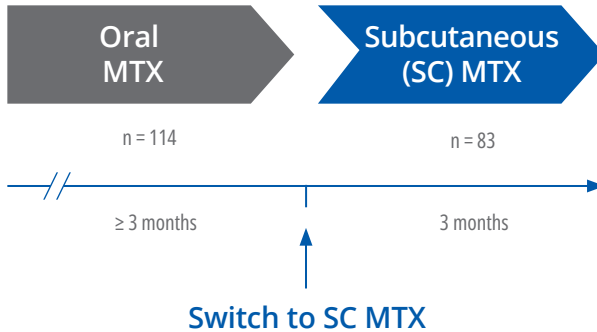 Oral
MTX
Subcutaneous
(SC) MTX
n = 114
n = 83
≥ 3 months
3 months
Switch to SC MTX